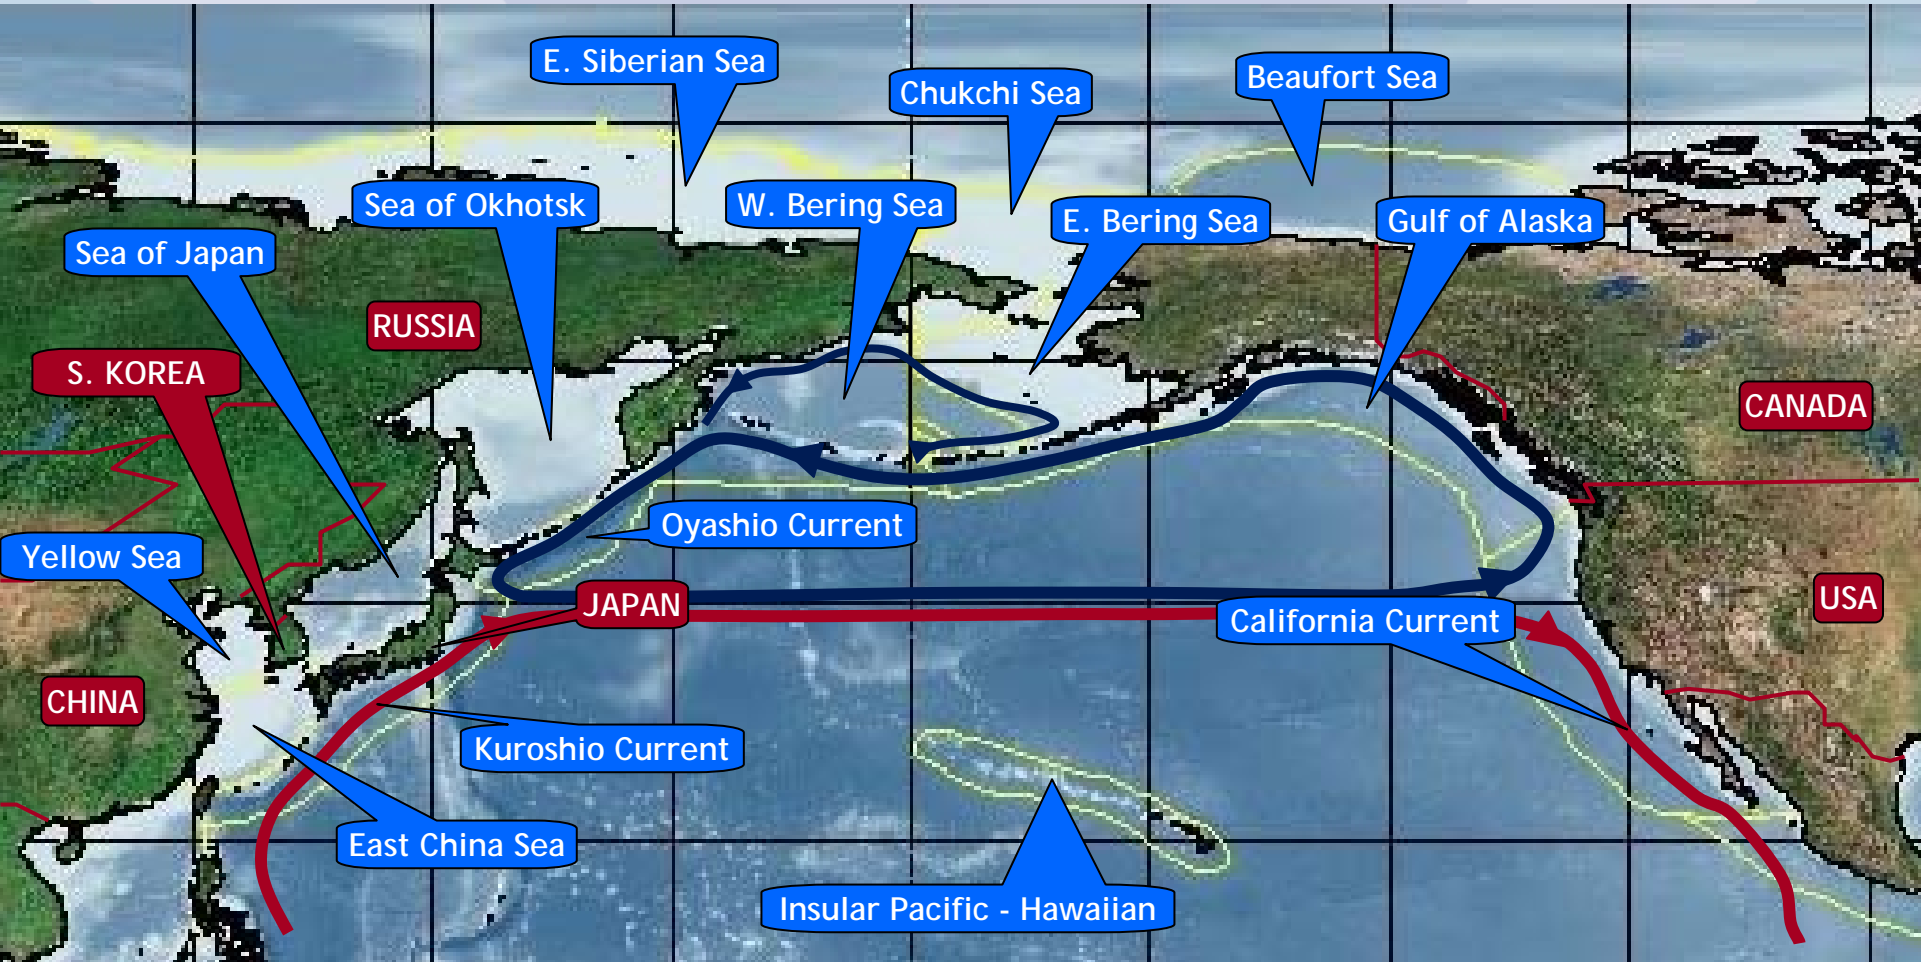 E. Siberian Sea
Chukchi Sea
Beaufort Sea
Sea of Okhotsk
W. Bering Sea
E. Bering Sea
Gulf of Alaska
Sea of Japan
RUSSIA
S. KOREA
CANADA
Oyashio Current
Yellow Sea
JAPAN
USA
California Current
CHINA
Kuroshio Current
East China Sea
Insular Pacific - Hawaiian